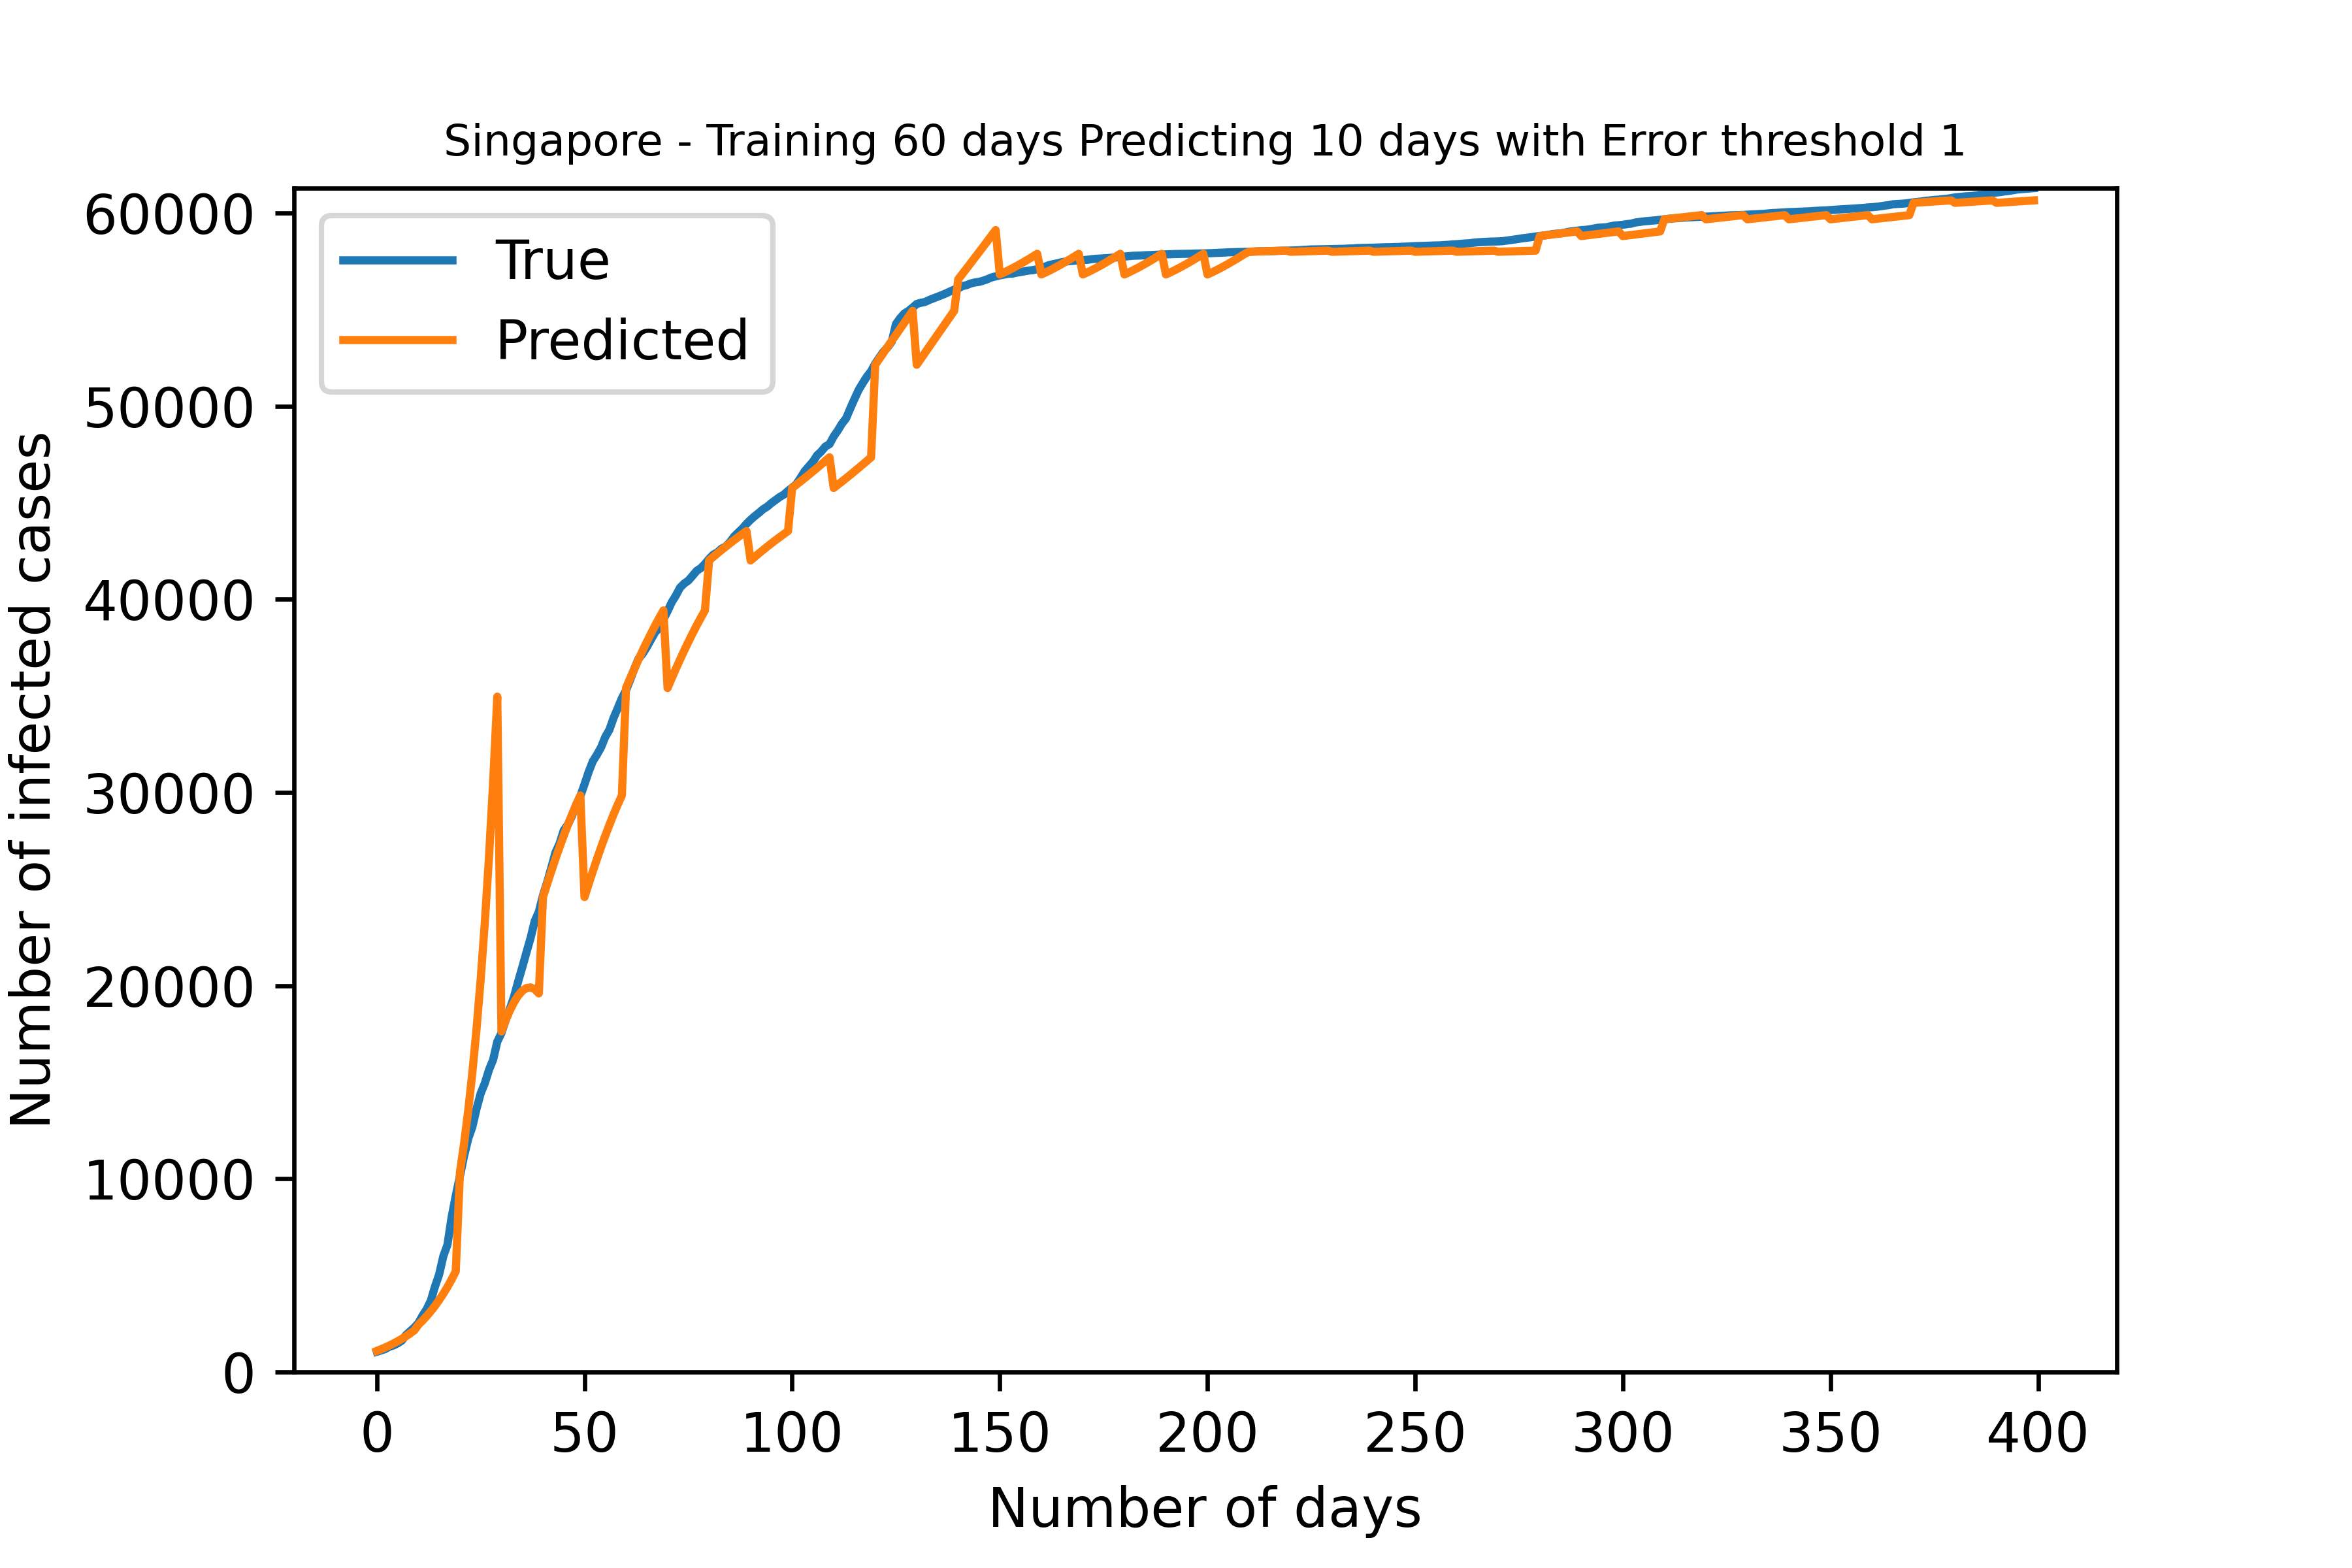 Singapore - Training 60 days Predicting 10 days with Error threshold 1
True
Predicted
Number of infected cases
60000
50000
40000
30000
20000
10000
0
0 50 100 150 200 250 300 350 400
Number of days